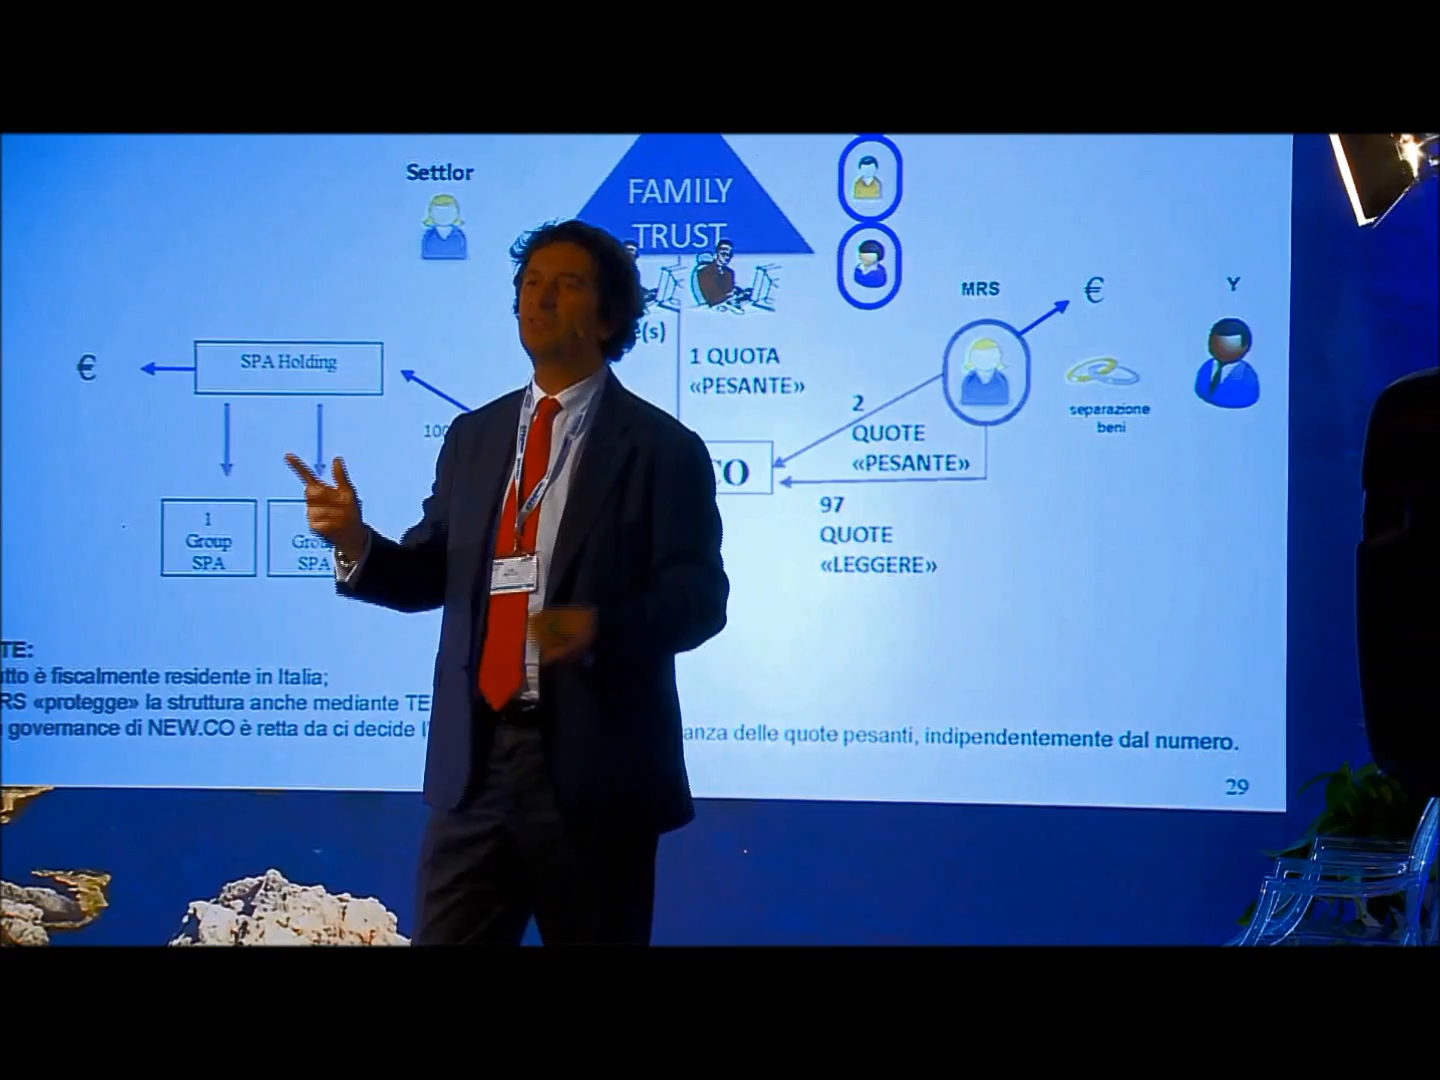 Settlor
FAMILY
TRUST
MRS
€
Y
(s)
1 QUOTA
«PESANTE»
€
SPA Holding
2
QUOTE
«PESANTE»
separazione
beni
100
CO
97
QUOTE
«LEGGERE»
1
Group
SPA
Grou
SPA
TE:
tto è fiscalmente residente in Italia;
RS «protegge» la struttura anche mediante TE
governance di NEW.CO è retta da ci decide l' anza delle quote pesanti, indipendentemente dal numero.
29